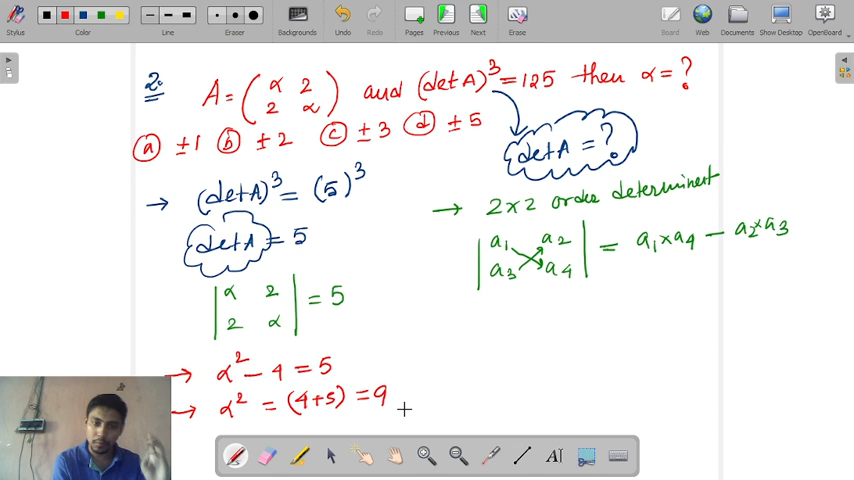 Stylus
Color
Line
Eraser
Backgrounds
Undo
Redo
Pages
Previous
Next
Erase
Board
Web
Documents
Show Desktop
OpenBoard
2:
A = ( α 2
2 α ) and (det A)³ = 125 then α = ?
ⓐ ±1 ⓑ ±2 ⓒ ±3 ⓓ ±5
det A = ?
→ (det A)³ = (5)³
det A = 5
| α 2
2 α | = 5
→ α² - 4 = 5
→ α² = (4+5) = 9
→ 2×2 order determinent
| a₁ a₂
a₃ a₄ | = a₁×a₄ - a₂×a₃